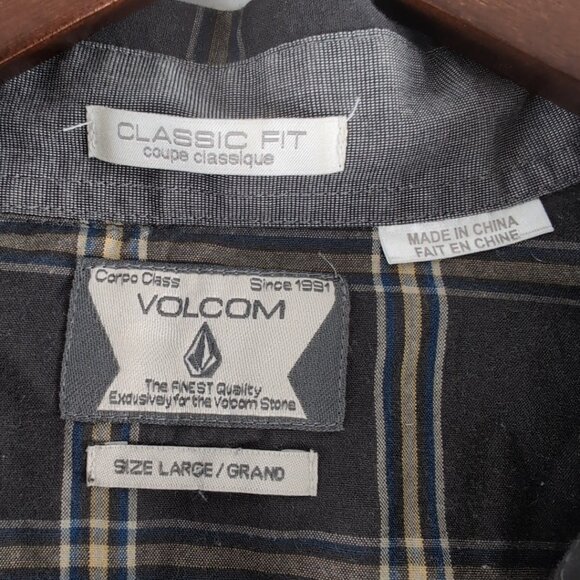 CLASSIC FIT
coupe classique
MADE IN CHINA
FAIT EN CHINE
Corpo Class Since 1991
VOLCOM
The FINEST Quality
Exclusively for the Volcom Stone
SIZE LARGE / GRAND